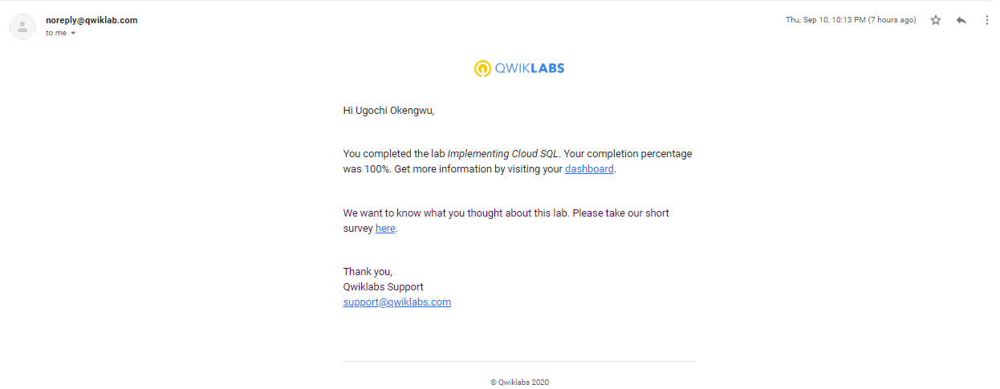 noreply@qwiklab.com
Thu, Sep 10, 10:13 PM (7 hours ago)
to me
QWIKLABS
Hi Ugochi Okengwu,
You completed the lab Implementing Cloud SQL. Your completion percentage
was 100%. Get more information by visiting your dashboard.
We want to know what you thought about this lab. Please take our short
survey here.
Thank you,
Qwiklabs Support
support@qwiklabs.com
© Qwiklabs 2020